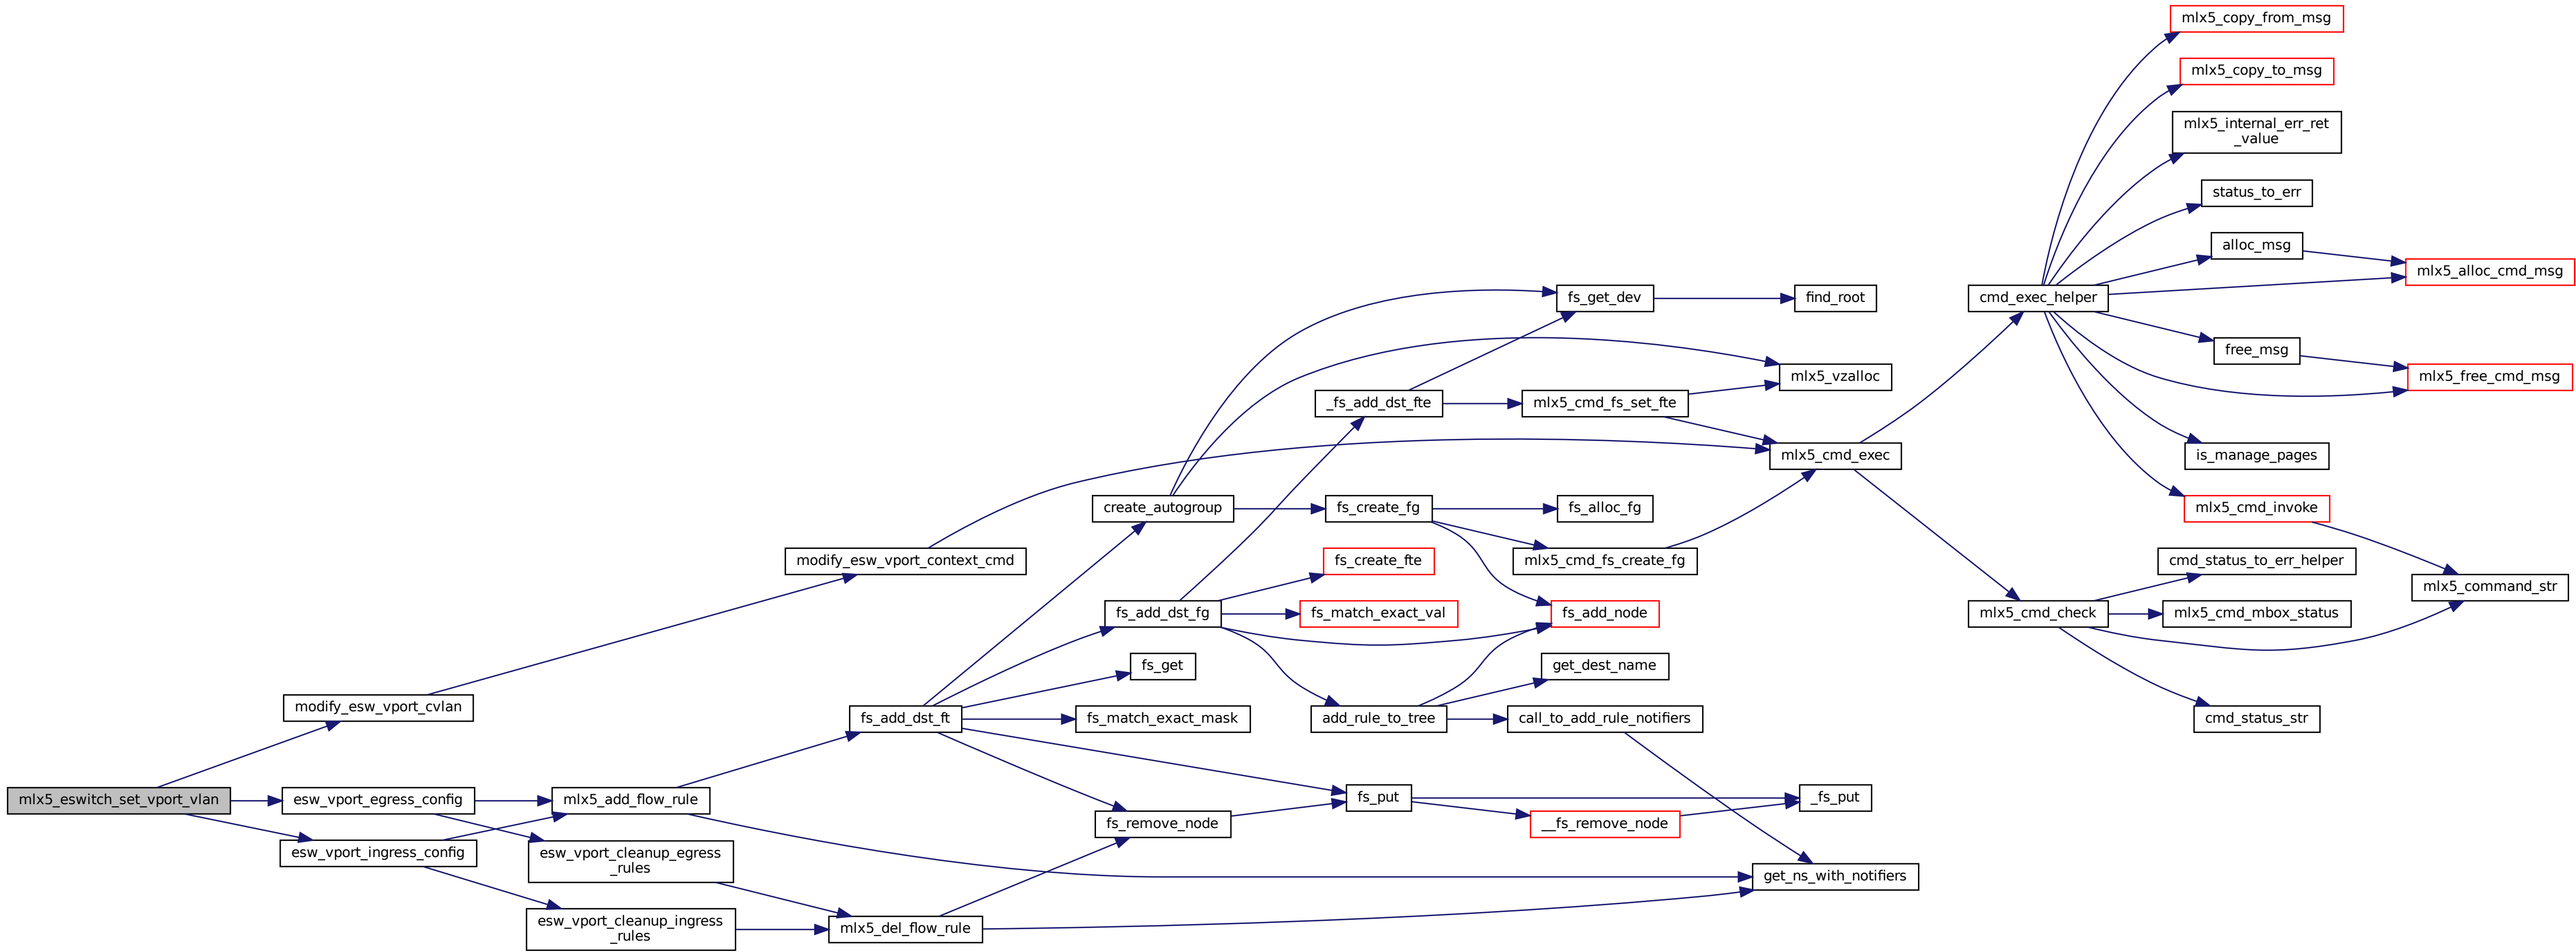 mlx5_copy_from_msg
mlx5_copy_to_msg
mlx5_internal_err_ret
_value
status_to_err
alloc_msg
mlx5_alloc_cmd_msg
fs_get_dev
find_root
cmd_exec_helper
free_msg
mlx5_vzalloc
mlx5_free_cmd_msg
_fs_add_dst_fte
mlx5_cmd_fs_set_fte
mlx5_cmd_exec
is_manage_pages
create_autogroup
fs_create_fg
fs_alloc_fg
mlx5_cmd_invoke
modify_esw_vport_context_cmd
fs_create_fte
mlx5_cmd_fs_create_fg
cmd_status_to_err_helper
mlx5_command_str
fs_add_dst_fg
fs_match_exact_val
fs_add_node
mlx5_cmd_check
mlx5_cmd_mbox_status
fs_get
get_dest_name
modify_esw_vport_cvlan
fs_add_dst_ft
fs_match_exact_mask
add_rule_to_tree
call_to_add_rule_notifiers
cmd_status_str
mlx5_eswitch_set_vport_vlan
esw_vport_egress_config
mlx5_add_flow_rule
fs_put
_fs_put
fs_remove_node
__fs_remove_node
esw_vport_ingress_config
esw_vport_cleanup_egress
_rules
get_ns_with_notifiers
esw_vport_cleanup_ingress
_rules
mlx5_del_flow_rule